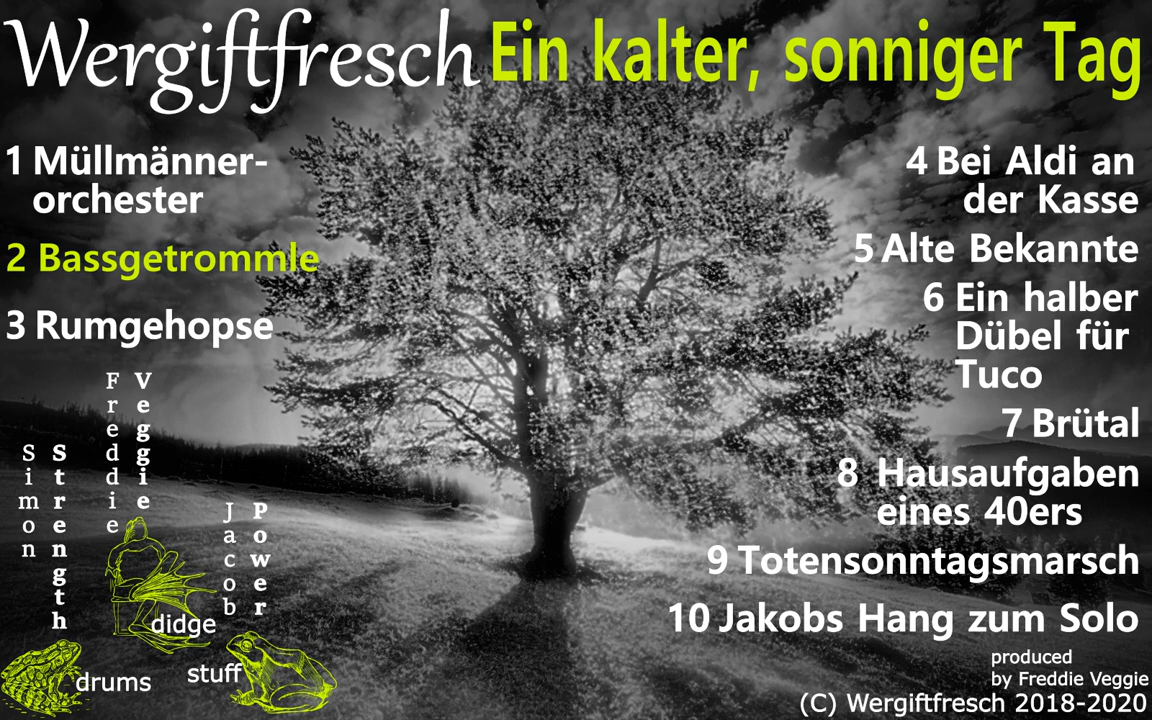 Wergiftfresch Ein kalter, sonniger Tag
1 Müllmänner-
orchester
2 Bassgetrommle
3 Rumgehopse
4 Bei Aldi an
der Kasse
5 Alte Bekannte
6 Ein halber
Dübel für
Tuco
7 Brütal
8 Hausaufgaben
eines 40ers
9 Totensonntagsmarsch
10 Jakobs Hang zum Solo
Simon
Strength
drums
Freddie
Veggie
didge
Jacob
Power
stuff
produced
by Freddie Veggie
(C) Wergiftfresch 2018-2020